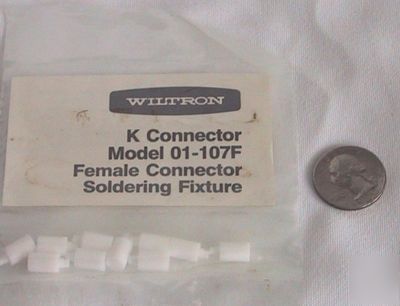 WILTRON
K Connector
Model 01-107F
Female Connector
Soldering Fixture